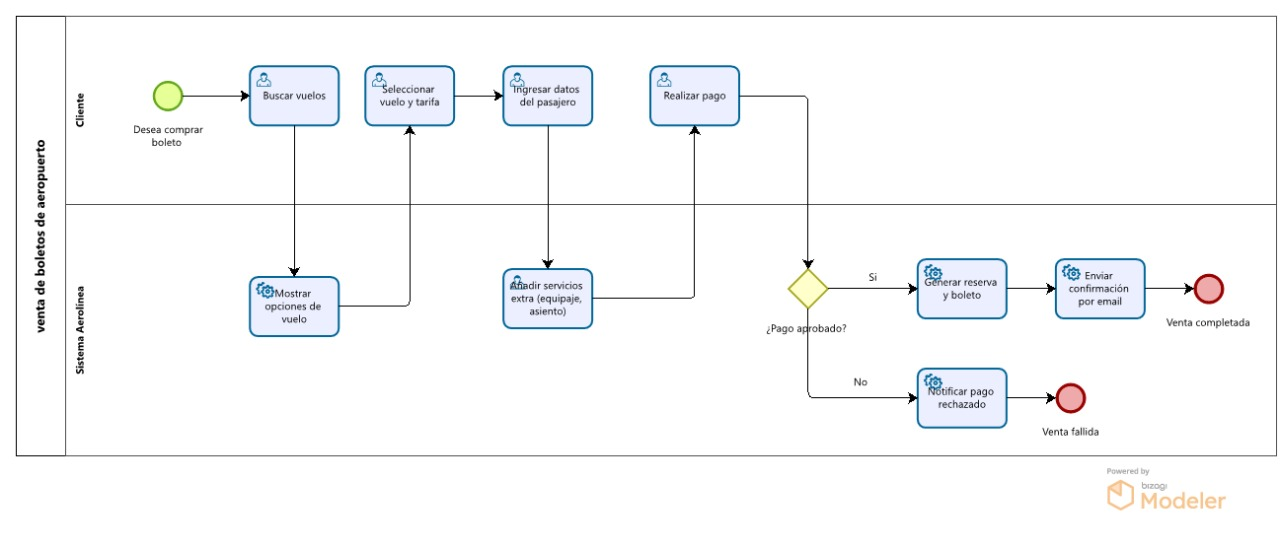 venta de boletos de aeropuerto
Cliente
Desea comprar
boleto
Buscar vuelos
Seleccionar
vuelo y tarifa
Ingresar datos
del pasajero
Realizar pago
Sistema Aerolinea
Mostrar
opciones de
vuelo
Añadir servicios
extra (equipaje,
asiento)
¿Pago aprobado?
Si
Generar reserva
y boleto
Enviar
confirmación
por email
Venta completada
No
Notificar pago
rechazado
Venta fallida
Powered by
bizagi
Modeler